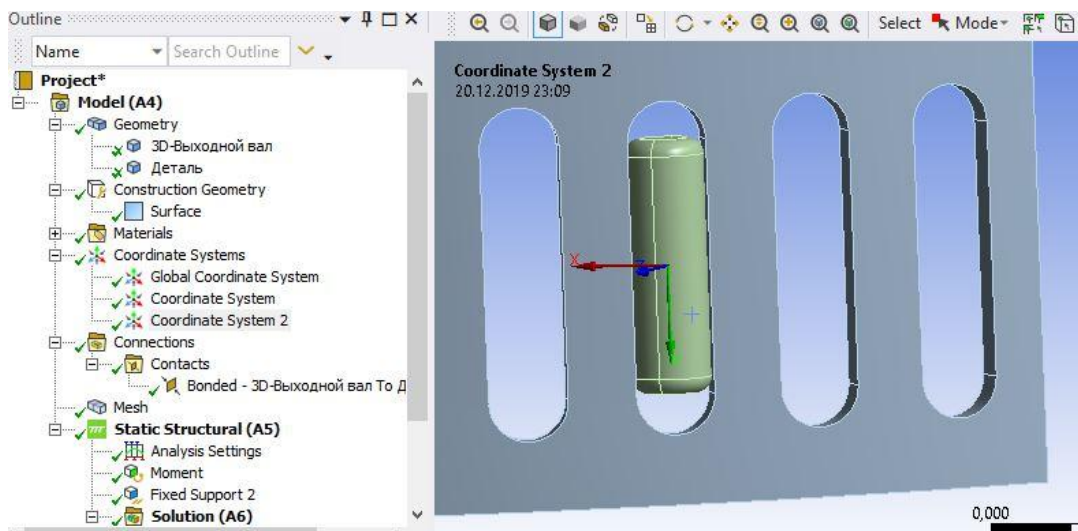 Outline
Name
Search Outline
Select
Mode
Project*
Model (A4)
Geometry
3D-Выходной вал
Деталь
Construction Geometry
Surface
Materials
Coordinate Systems
Global Coordinate System
Coordinate System
Coordinate System 2
Connections
Contacts
Bonded - 3D-Выходной вал To Д
Mesh
Static Structural (A5)
Analysis Settings
Moment
Fixed Support 2
Solution (A6)
Coordinate System 2
20.12.2019 23:09
X
Z
0,000